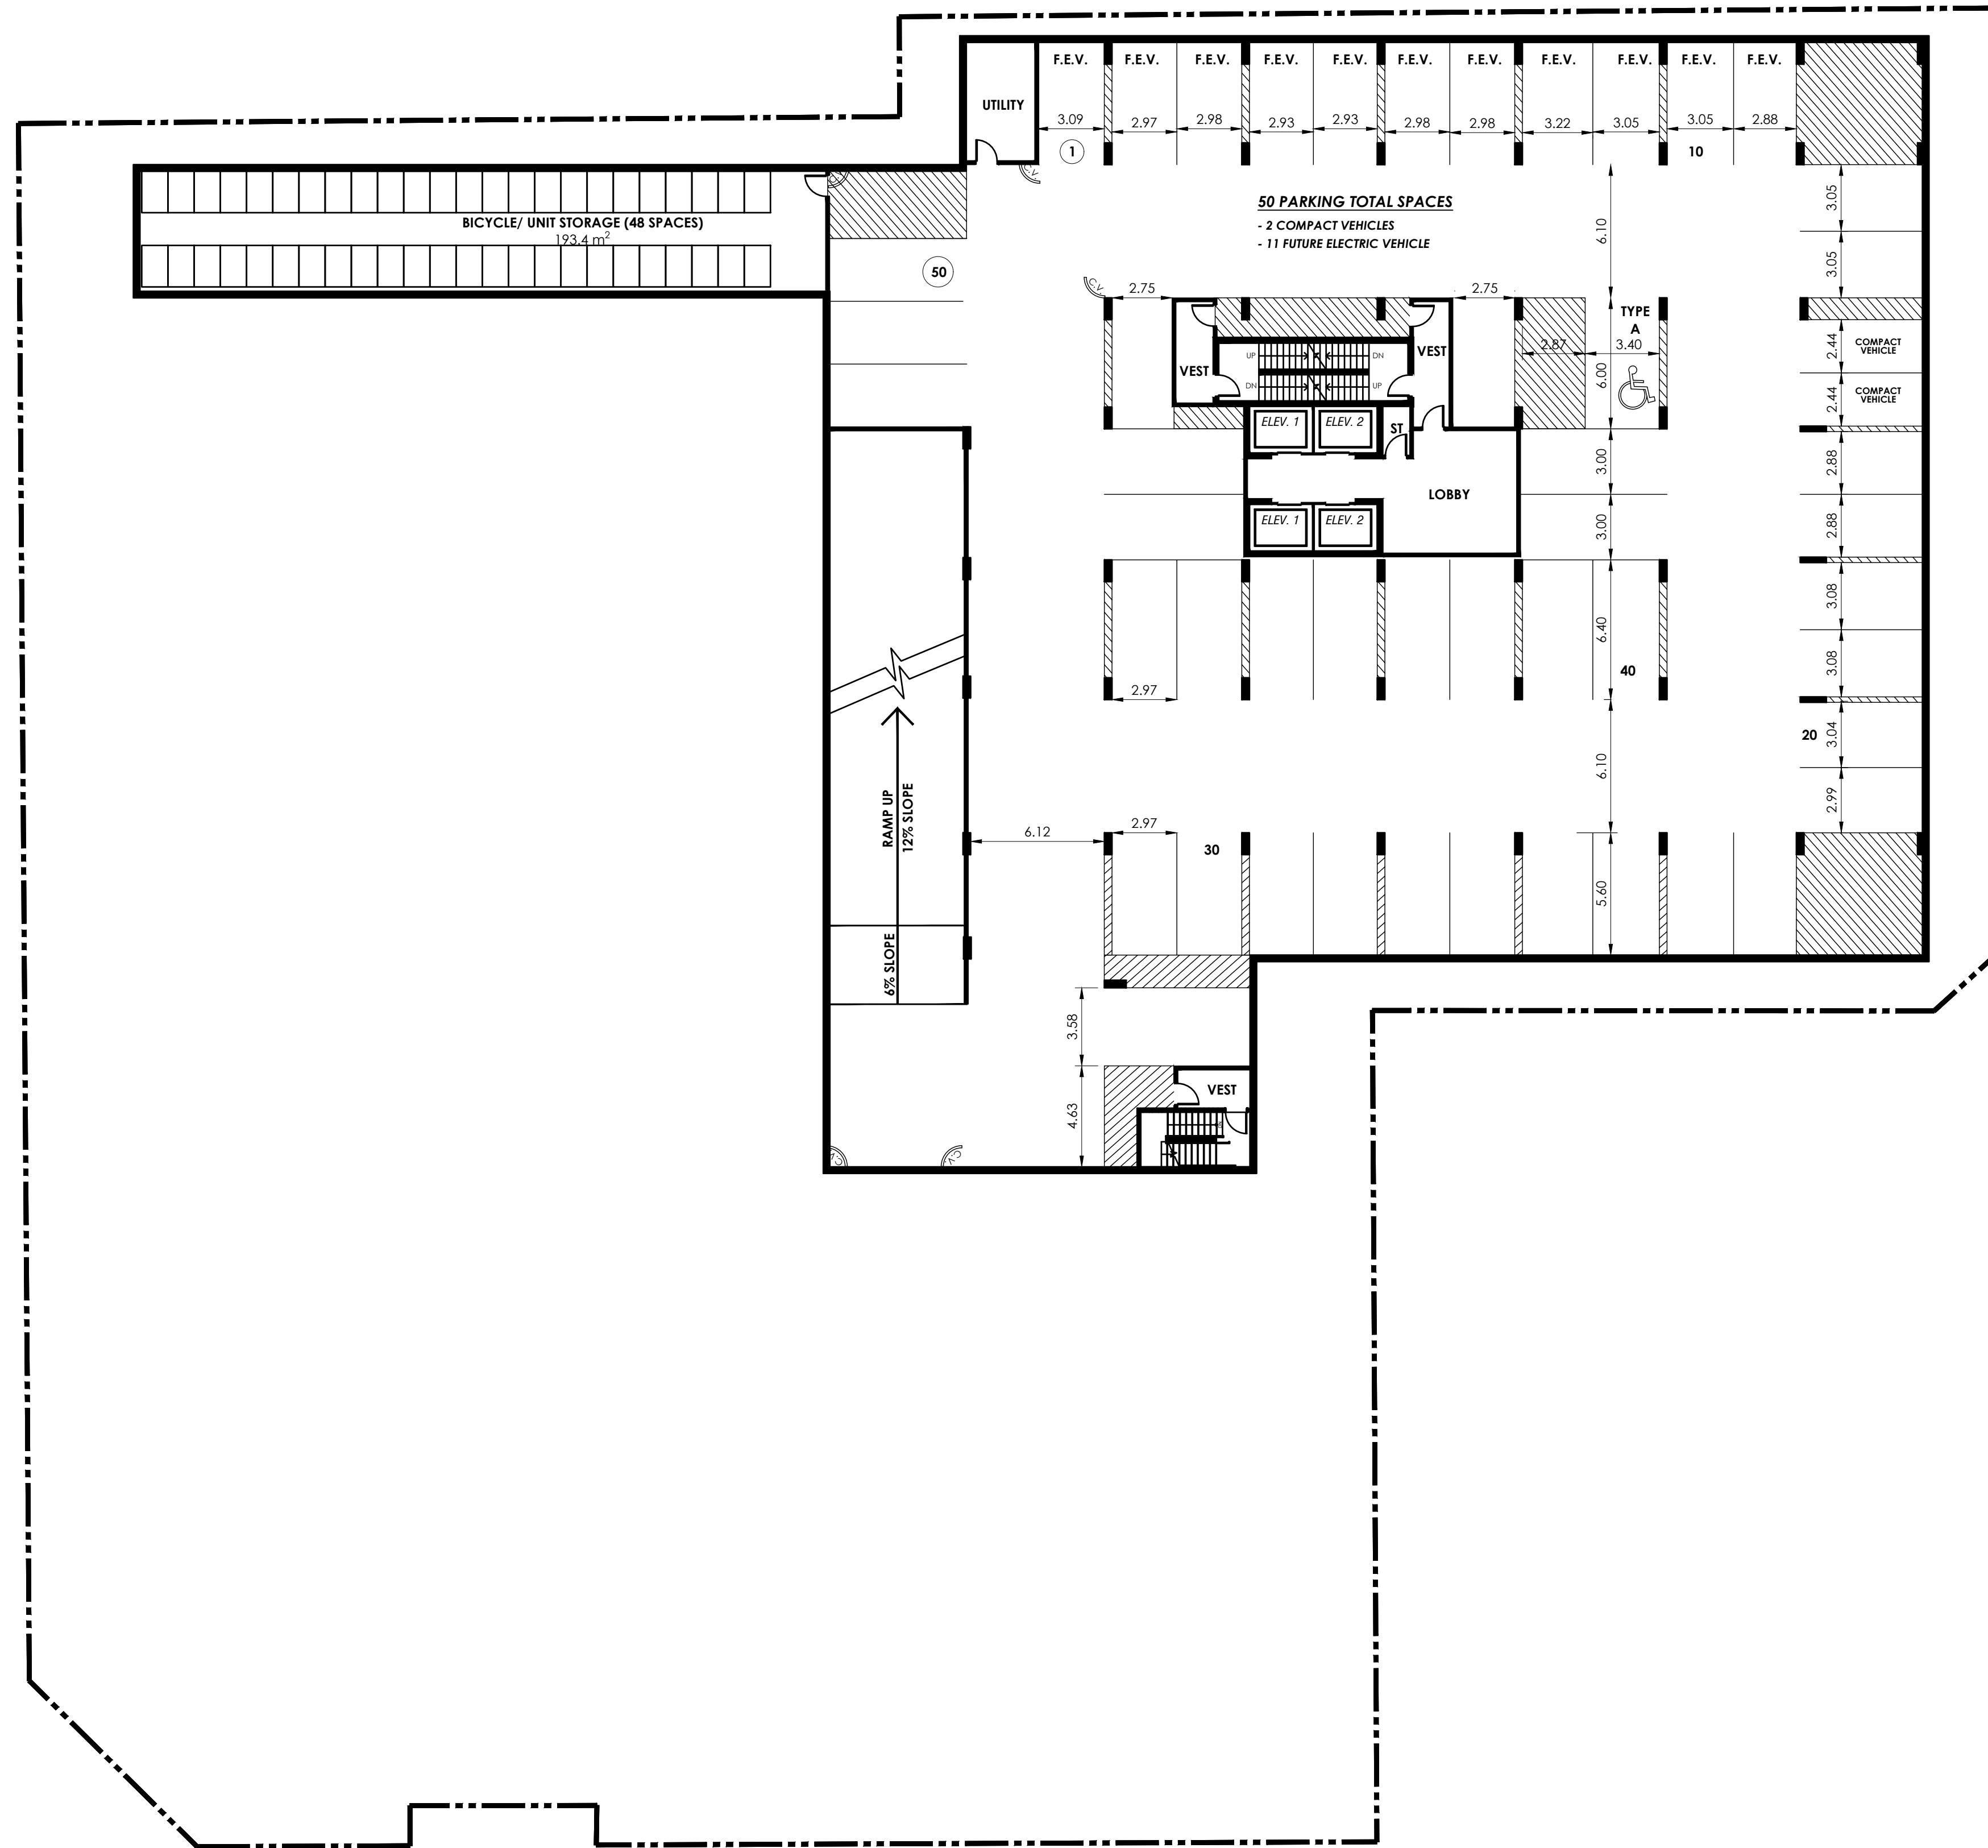 F.E.V. F.E.V. F.E.V. F.E.V. F.E.V. F.E.V. F.E.V. F.E.V. F.E.V. F.E.V. F.E.V.
UTILITY
3.09 2.97 2.98 2.93 2.93 2.98 2.98 3.22 3.05 3.05 2.88
1
10
C.V.
C.V.
50 PARKING TOTAL SPACES
- 2 COMPACT VEHICLES
- 11 FUTURE ELECTRIC VEHICLE
BICYCLE/ UNIT STORAGE (48 SPACES)
193.4 m2
50
6.10
3.05
3.05
C.V.
2.75
2.75
TYPE
A
2.87
3.40
6.00
VEST
VEST
UP
DN
DN
UP
2.44
COMPACT
VEHICLE
2.44
COMPACT
VEHICLE
ELEV. 1
ELEV. 2
ST
3.00
2.88
LOBBY
3.00
2.88
ELEV. 1
ELEV. 2
6.40
3.08
3.08
40
2.97
20
3.04
6.10
2.99
RAMP UP
12% SLOPE
6.12
2.97
30
5.60
6% SLOPE
3.58
VEST
4.63
C.V.
C.V.